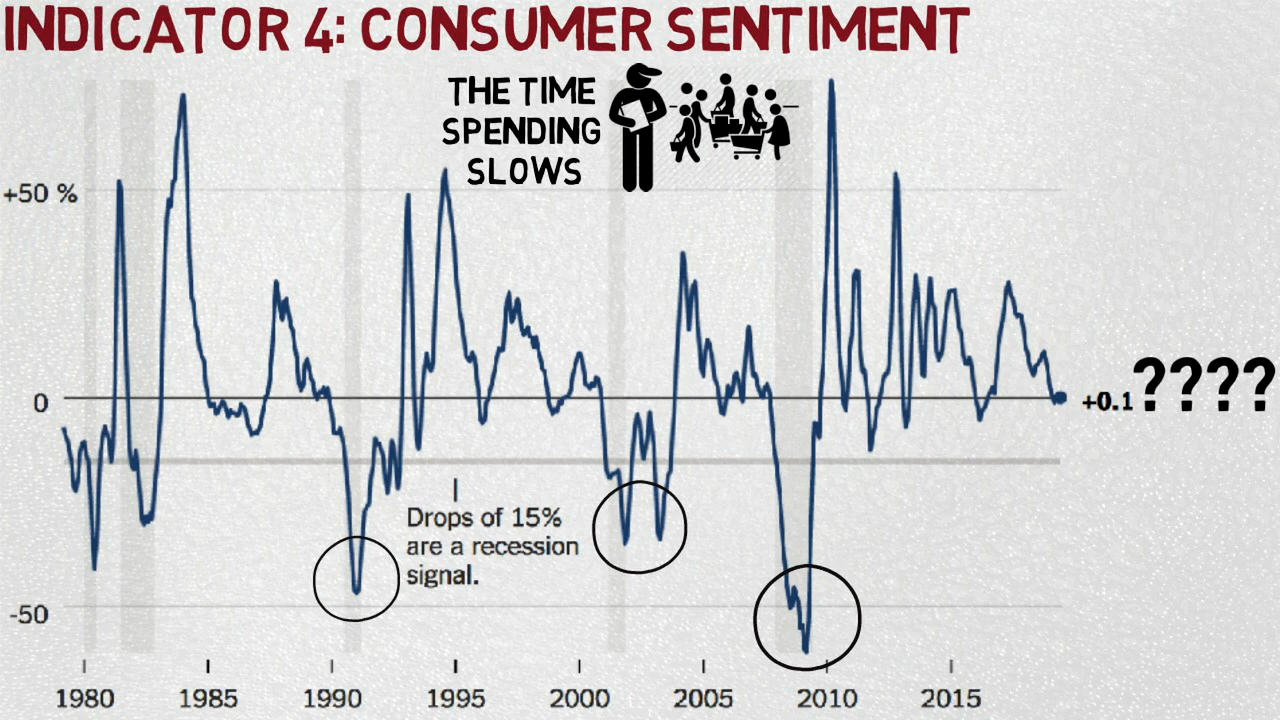 INDICATOR 4: CONSUMER SENTIMENT
THE TIME
SPENDING
SLOWS
+50 %
0
+0.1????
Drops of 15%
are a recession
signal.
-50
1980 1985 1990 1995 2000 2005 2010 2015